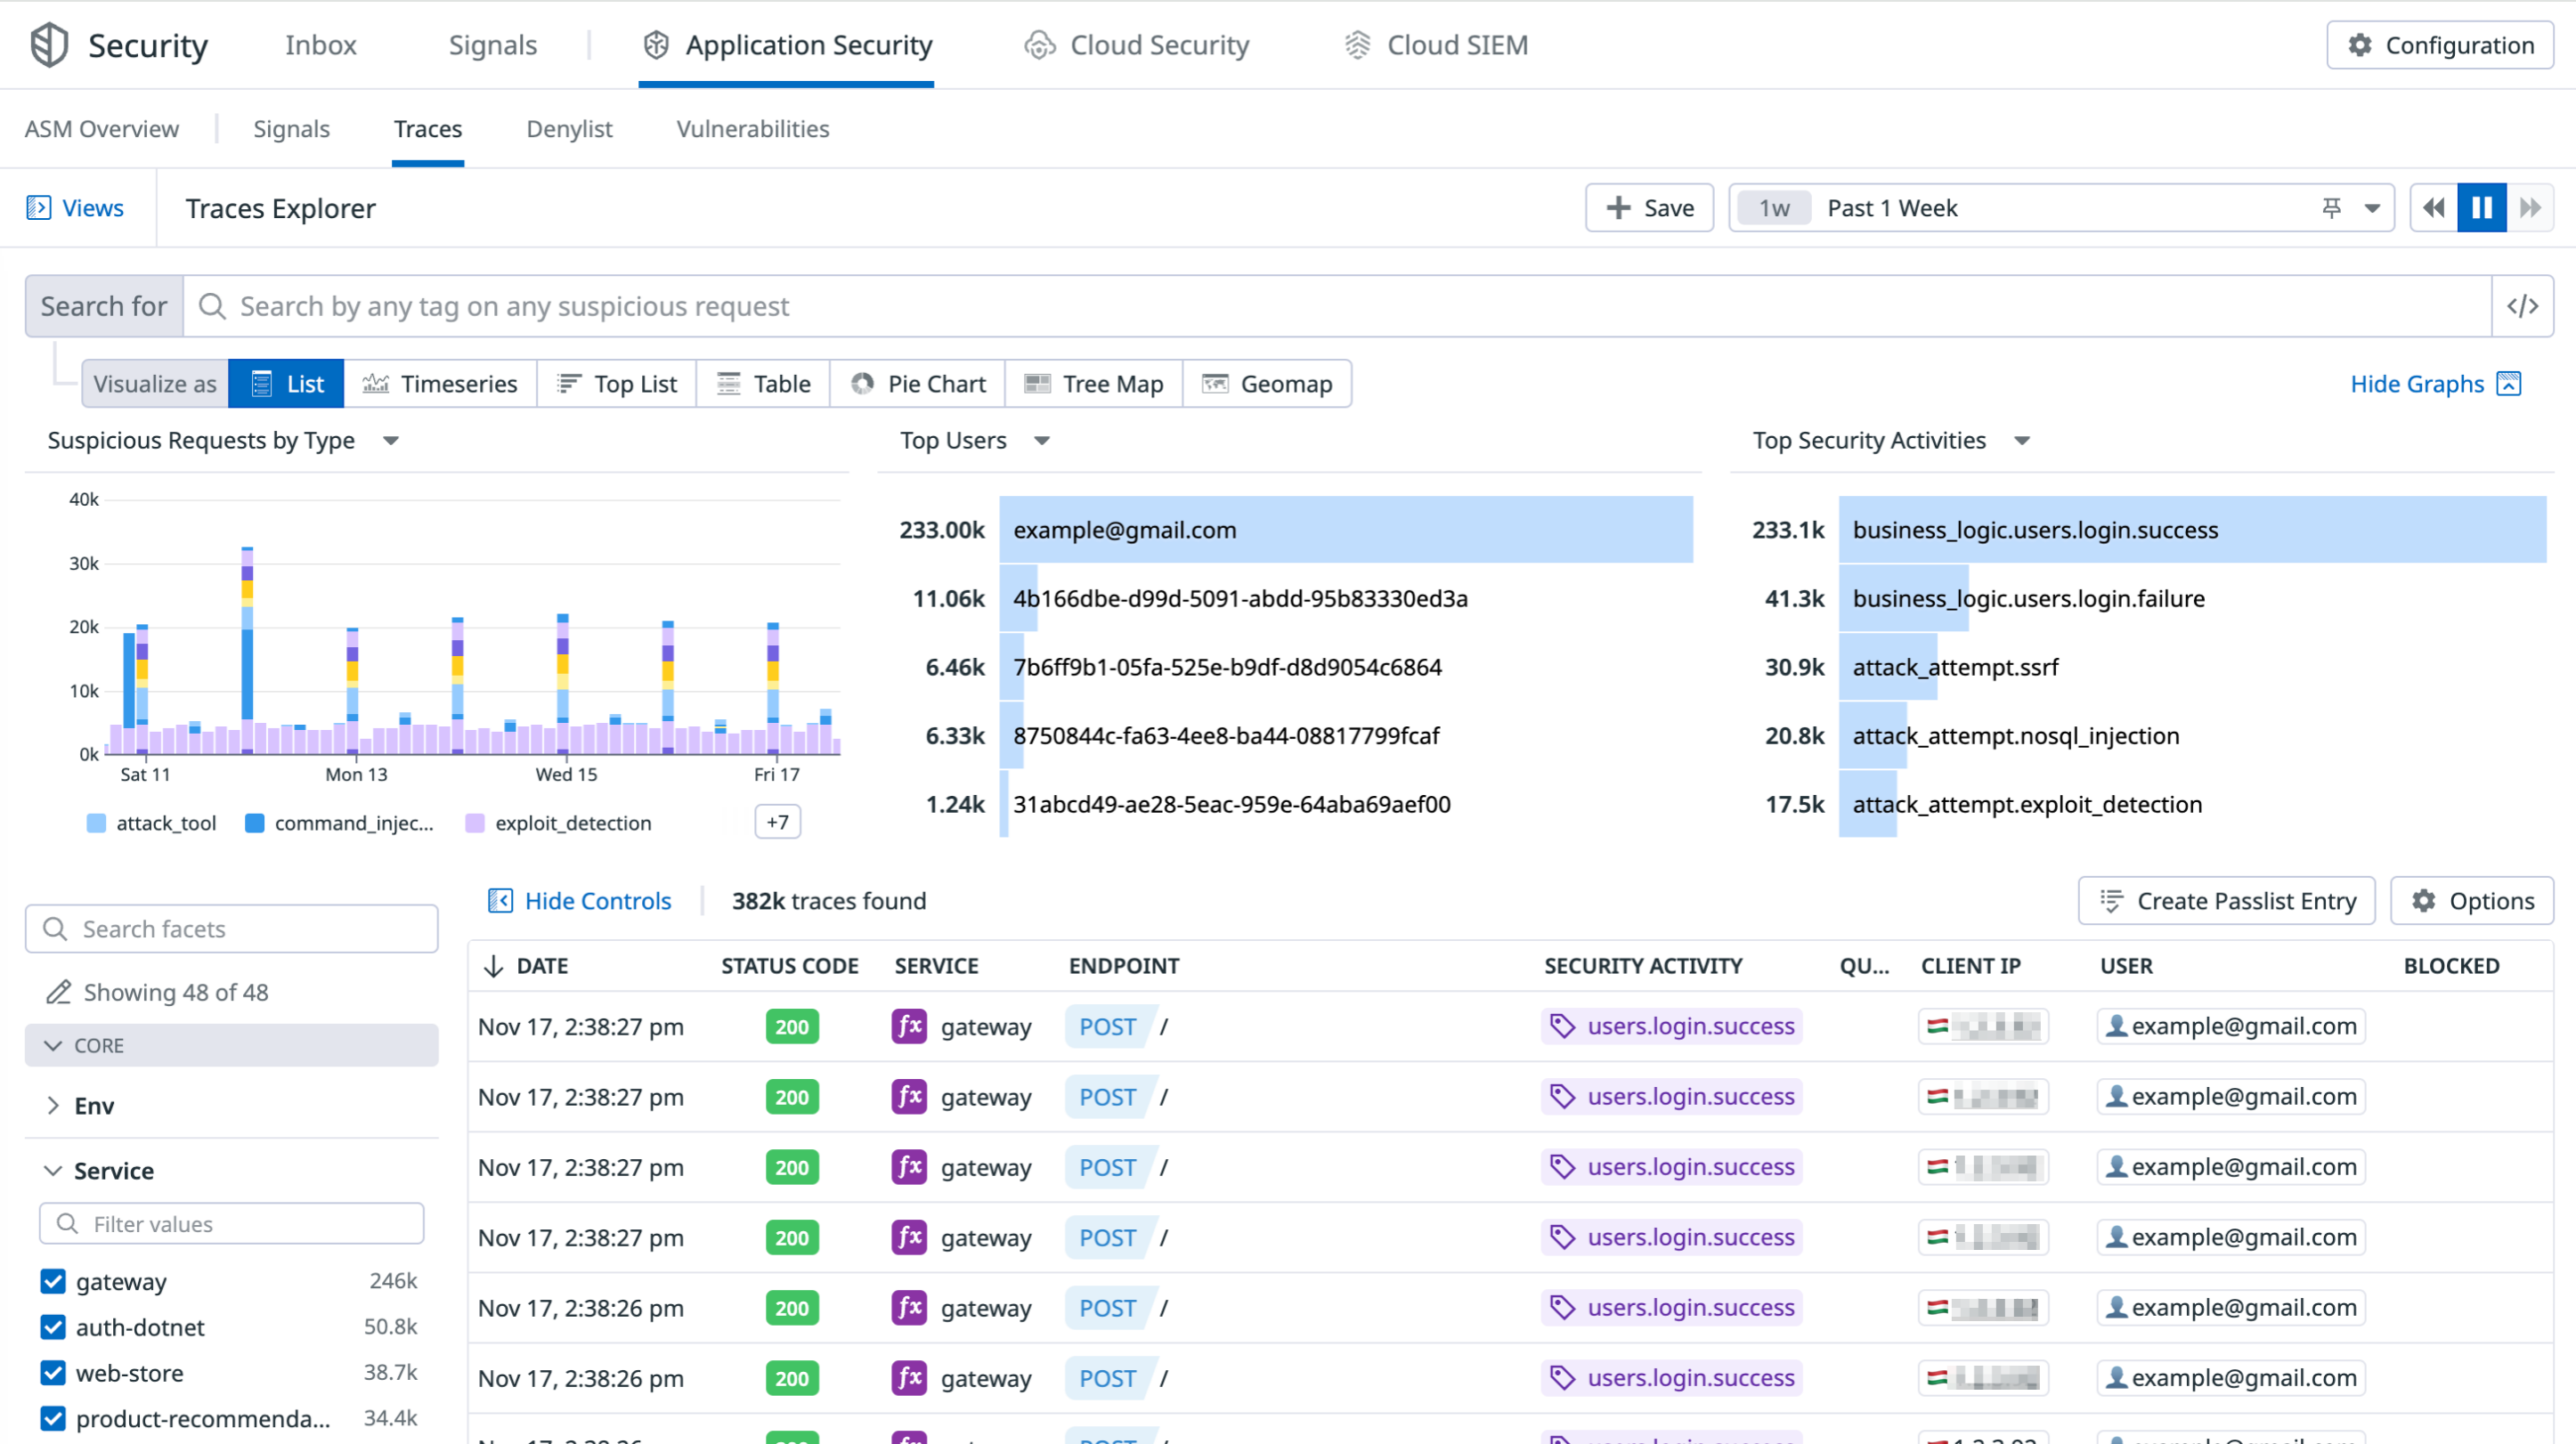 Security Inbox Signals Application Security Cloud Security Cloud SIEM Configuration
ASM Overview Signals Traces Denylist Vulnerabilities
Views Traces Explorer Save 1w Past 1 Week
Search for Search by any tag on any suspicious request </>
Visualize as List Timeseries Top List Table Pie Chart Tree Map Geomap Hide Graphs
Suspicious Requests by Type
40k
30k
20k
10k
0k
Sat 11 Mon 13 Wed 15 Fri 17
attack_tool command_injec... exploit_detection +7
Top Users
233.00k example@gmail.com
11.06k 4b166dbe-d99d-5091-abdd-95b83330ed3a
6.46k 7b6ff9b1-05fa-525e-b9df-d8d9054c6864
6.33k 8750844c-fa63-4ee8-ba44-08817799fcaf
1.24k 31abcd49-ae28-5eac-959e-64aba69aef00
Top Security Activities
233.1k business_logic.users.login.success
41.3k business_logic.users.login.failure
30.9k attack_attempt.ssrf
20.8k attack_attempt.nosql_injection
17.5k attack_attempt.exploit_detection
Search facets
Showing 48 of 48
CORE
Env
Service
Filter values
gateway 246k
auth-dotnet 50.8k
web-store 38.7k
product-recommenda... 34.4k
Hide Controls 382k traces found Create Passlist Entry Options
DATE STATUS CODE SERVICE ENDPOINT SECURITY ACTIVITY QU... CLIENT IP USER BLOCKED
Nov 17, 2:38:27 pm 200 gateway POST / users.login.success example@gmail.com
Nov 17, 2:38:27 pm 200 gateway POST / users.login.success example@gmail.com
Nov 17, 2:38:27 pm 200 gateway POST / users.login.success example@gmail.com
Nov 17, 2:38:27 pm 200 gateway POST / users.login.success example@gmail.com
Nov 17, 2:38:26 pm 200 gateway POST / users.login.success example@gmail.com
Nov 17, 2:38:26 pm 200 gateway POST / users.login.success example@gmail.com